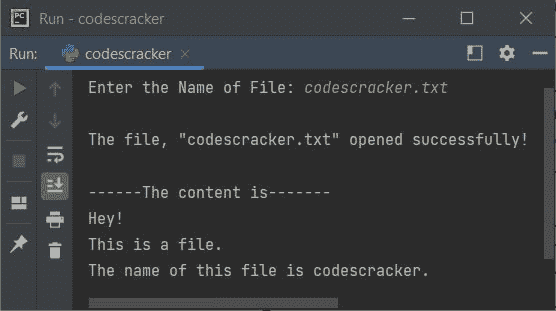 PC
Run - codescracker
Run: codescracker
Enter the Name of File: codescracker.txt
The file, "codescracker.txt" opened successfully!
------The content is-------
Hey!
This is a file.
The name of this file is codescracker.